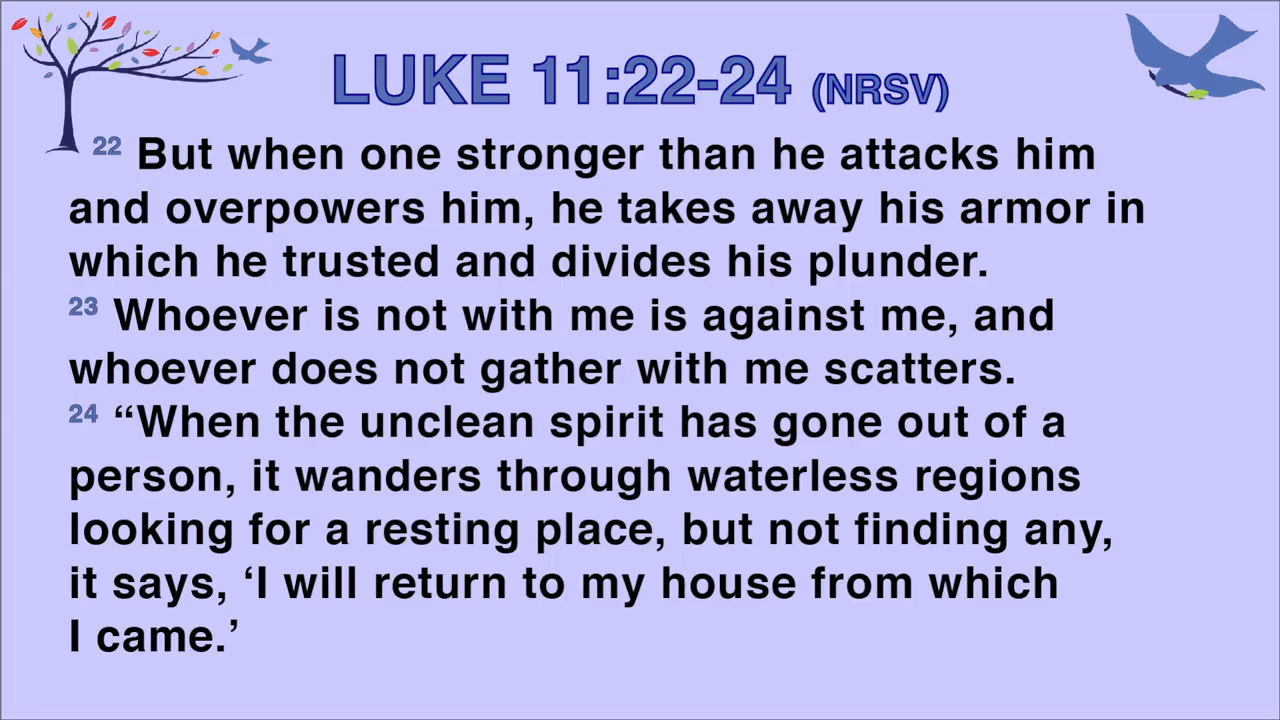 LUKE 11:22-24 (NRSV)
22 But when one stronger than he attacks him
and overpowers him, he takes away his armor in
which he trusted and divides his plunder.
23 Whoever is not with me is against me, and
whoever does not gather with me scatters.
24 “When the unclean spirit has gone out of a
person, it wanders through waterless regions
looking for a resting place, but not finding any,
it says, ‘I will return to my house from which
I came.’